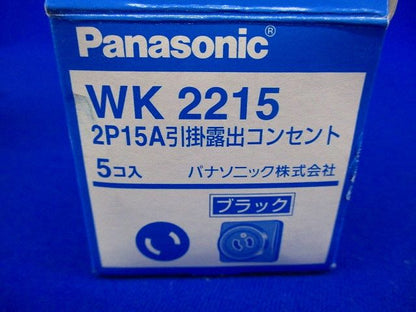 Panasonic®
WK 2215
2P15A引掛露出コンセント
5コ入 パナソニック株式会社
ブラック